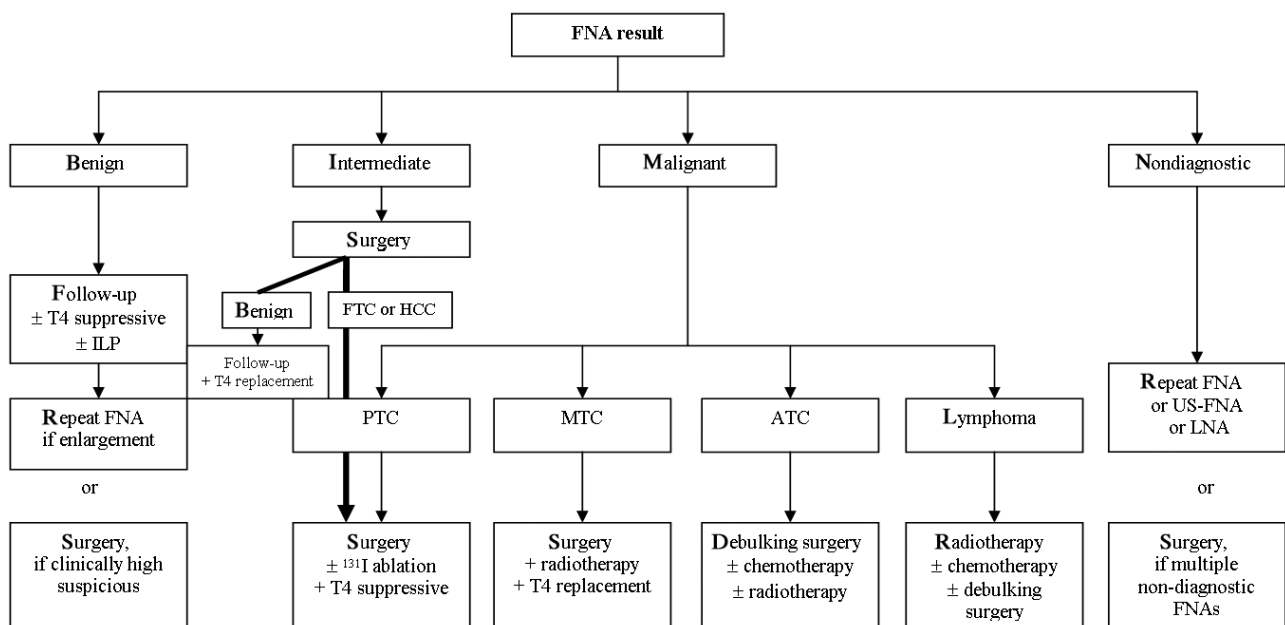 FNA result
Benign
Intermediate
Malignant
Nondiagnostic
Surgery
Follow-up
± T4 suppressive
± ILP
Benign
FTC or HCC
Follow-up
+ T4 replacement
Repeat FNA
if enlargement
PTC
MTC
ATC
Lymphoma
Repeat FNA
or US-FNA
or LNA
or
or
Surgery,
if clinically high
suspicious
Surgery
± ¹³¹I ablation
+ T4 suppressive
Surgery
+ radiotherapy
+ T4 replacement
Debulking surgery
± chemotherapy
± radiotherapy
Radiotherapy
± chemotherapy
± debulking
surgery
Surgery,
if multiple
non-diagnostic
FNAs